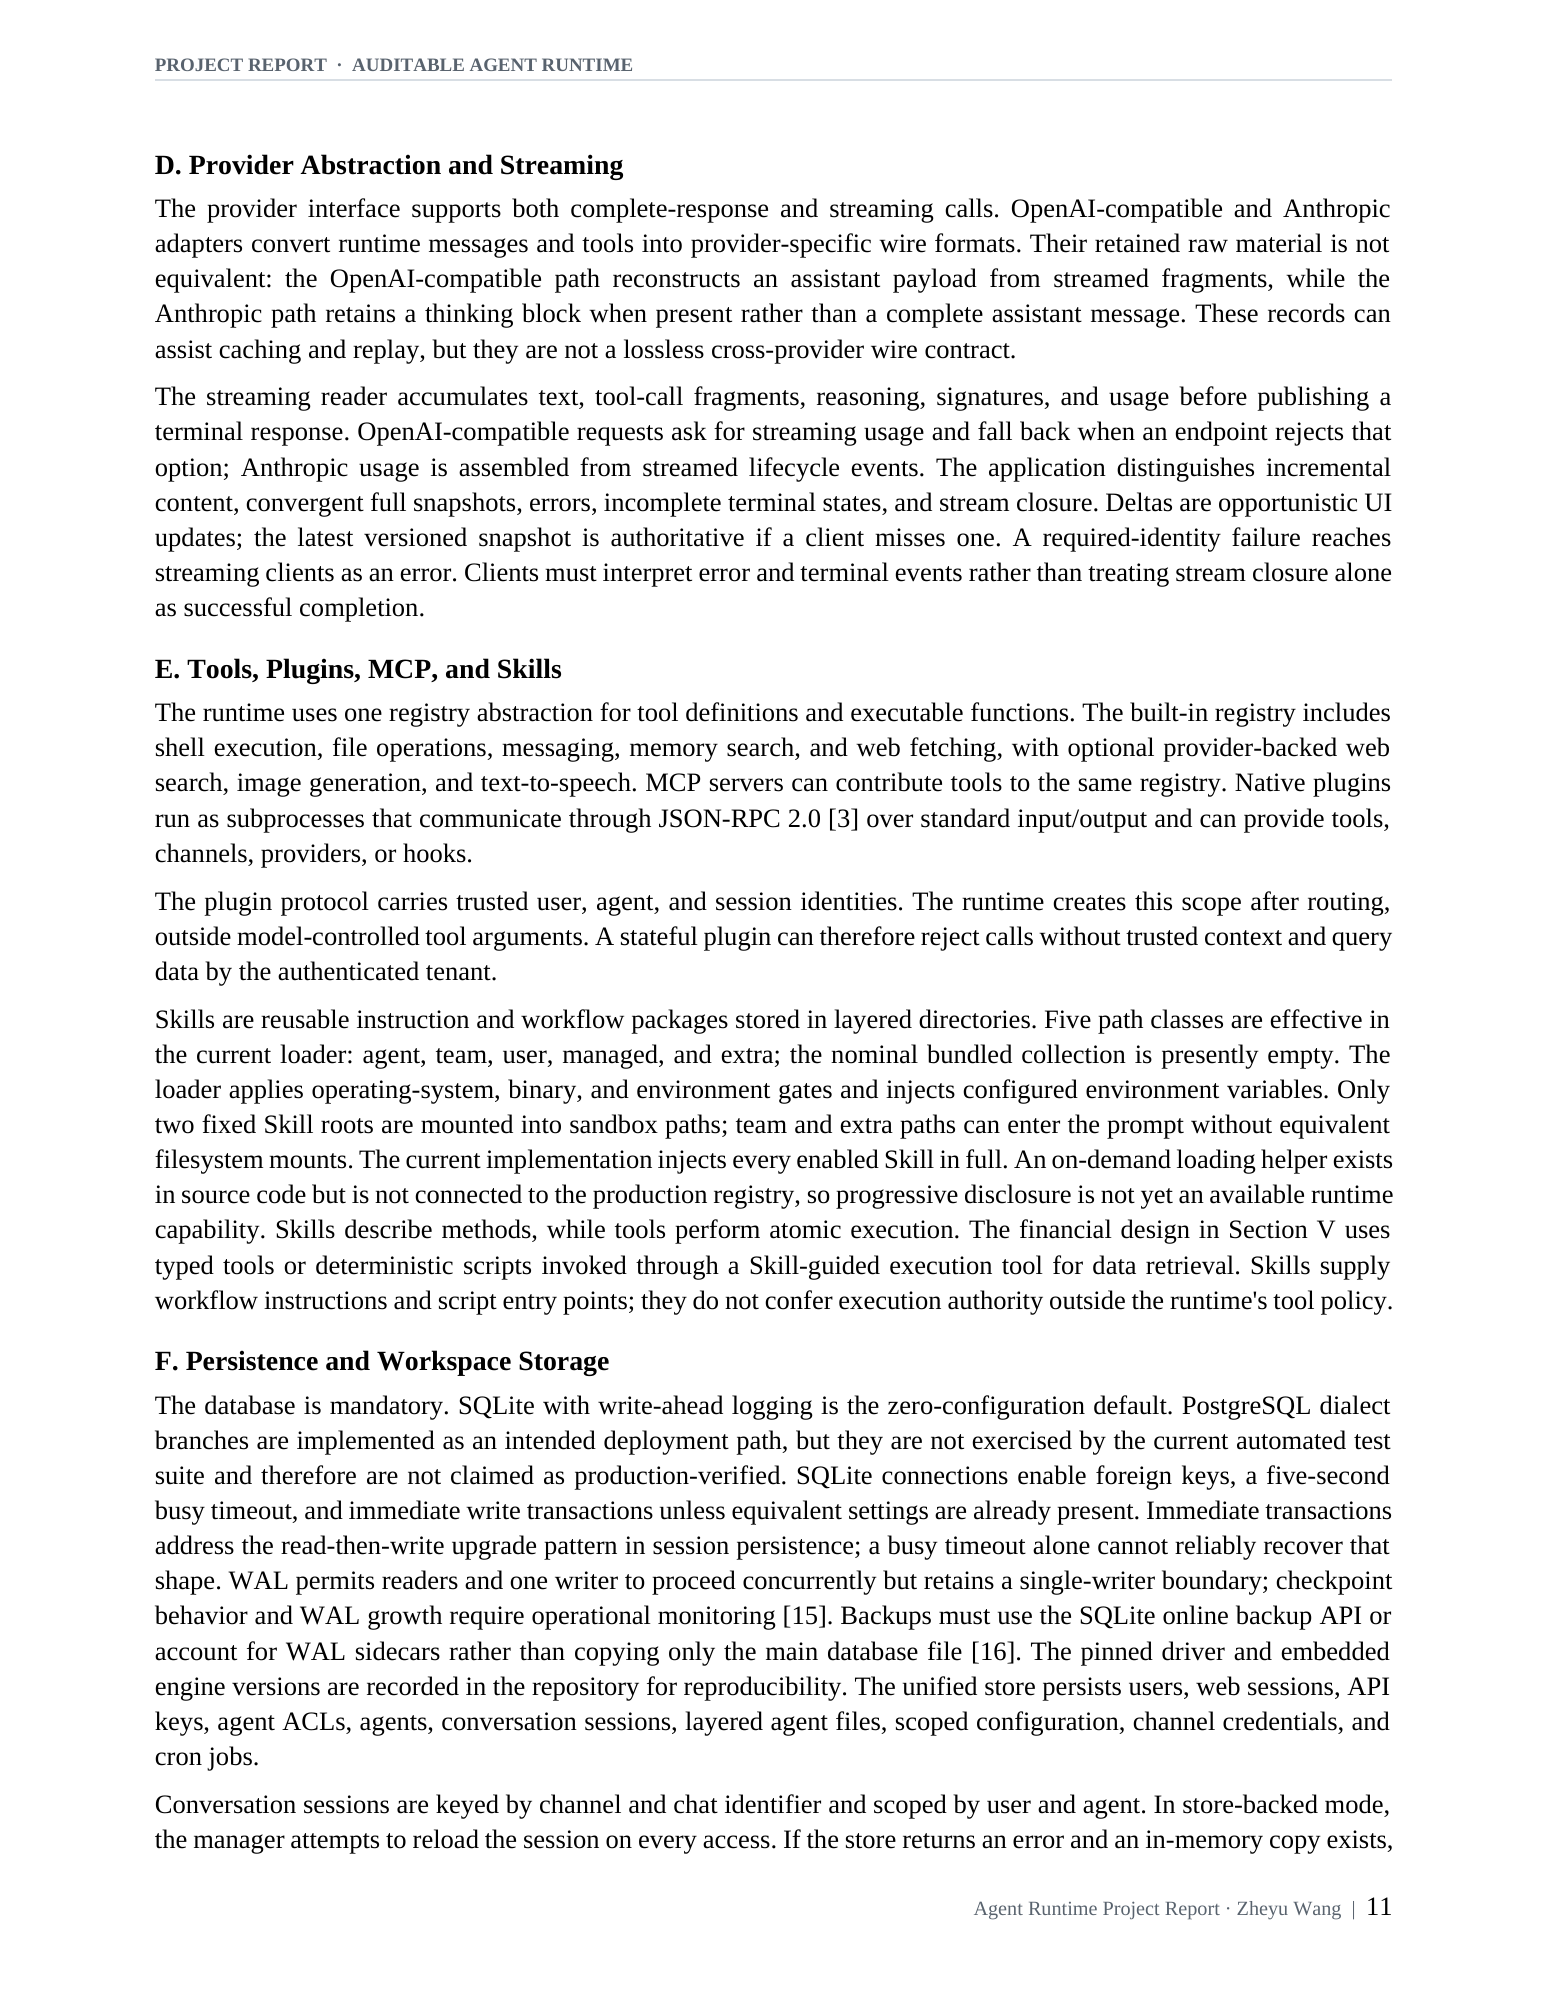 PROJECT REPORT · AUDITABLE AGENT RUNTIME
D. Provider Abstraction and Streaming
The provider interface supports both complete-response and streaming calls. OpenAI-compatible and Anthropic
adapters convert runtime messages and tools into provider-specific wire formats. Their retained raw material is not
equivalent: the OpenAI-compatible path reconstructs an assistant payload from streamed fragments, while the
Anthropic path retains a thinking block when present rather than a complete assistant message. These records can
assist caching and replay, but they are not a lossless cross-provider wire contract.
The streaming reader accumulates text, tool-call fragments, reasoning, signatures, and usage before publishing a
terminal response. OpenAI-compatible requests ask for streaming usage and fall back when an endpoint rejects that
option; Anthropic usage is assembled from streamed lifecycle events. The application distinguishes incremental
content, convergent full snapshots, errors, incomplete terminal states, and stream closure. Deltas are opportunistic UI
updates; the latest versioned snapshot is authoritative if a client misses one. A required-identity failure reaches
streaming clients as an error. Clients must interpret error and terminal events rather than treating stream closure alone
as successful completion.
E. Tools, Plugins, MCP, and Skills
The runtime uses one registry abstraction for tool definitions and executable functions. The built-in registry includes
shell execution, file operations, messaging, memory search, and web fetching, with optional provider-backed web
search, image generation, and text-to-speech. MCP servers can contribute tools to the same registry. Native plugins
run as subprocesses that communicate through JSON-RPC 2.0 [3] over standard input/output and can provide tools,
channels, providers, or hooks.
The plugin protocol carries trusted user, agent, and session identities. The runtime creates this scope after routing,
outside model-controlled tool arguments. A stateful plugin can therefore reject calls without trusted context and query
data by the authenticated tenant.
Skills are reusable instruction and workflow packages stored in layered directories. Five path classes are effective in
the current loader: agent, team, user, managed, and extra; the nominal bundled collection is presently empty. The
loader applies operating-system, binary, and environment gates and injects configured environment variables. Only
two fixed Skill roots are mounted into sandbox paths; team and extra paths can enter the prompt without equivalent
filesystem mounts. The current implementation injects every enabled Skill in full. An on-demand loading helper exists
in source code but is not connected to the production registry, so progressive disclosure is not yet an available runtime
capability. Skills describe methods, while tools perform atomic execution. The financial design in Section V uses
typed tools or deterministic scripts invoked through a Skill-guided execution tool for data retrieval. Skills supply
workflow instructions and script entry points; they do not confer execution authority outside the runtime's tool policy.
F. Persistence and Workspace Storage
The database is mandatory. SQLite with write-ahead logging is the zero-configuration default. PostgreSQL dialect
branches are implemented as an intended deployment path, but they are not exercised by the current automated test
suite and therefore are not claimed as production-verified. SQLite connections enable foreign keys, a five-second
busy timeout, and immediate write transactions unless equivalent settings are already present. Immediate transactions
address the read-then-write upgrade pattern in session persistence; a busy timeout alone cannot reliably recover that
shape. WAL permits readers and one writer to proceed concurrently but retains a single-writer boundary; checkpoint
behavior and WAL growth require operational monitoring [15]. Backups must use the SQLite online backup API or
account for WAL sidecars rather than copying only the main database file [16]. The pinned driver and embedded
engine versions are recorded in the repository for reproducibility. The unified store persists users, web sessions, API
keys, agent ACLs, agents, conversation sessions, layered agent files, scoped configuration, channel credentials, and
cron jobs.
Conversation sessions are keyed by channel and chat identifier and scoped by user and agent. In store-backed mode,
the manager attempts to reload the session on every access. If the store returns an error and an in-memory copy exists,
Agent Runtime Project Report · Zheyu Wang | 11